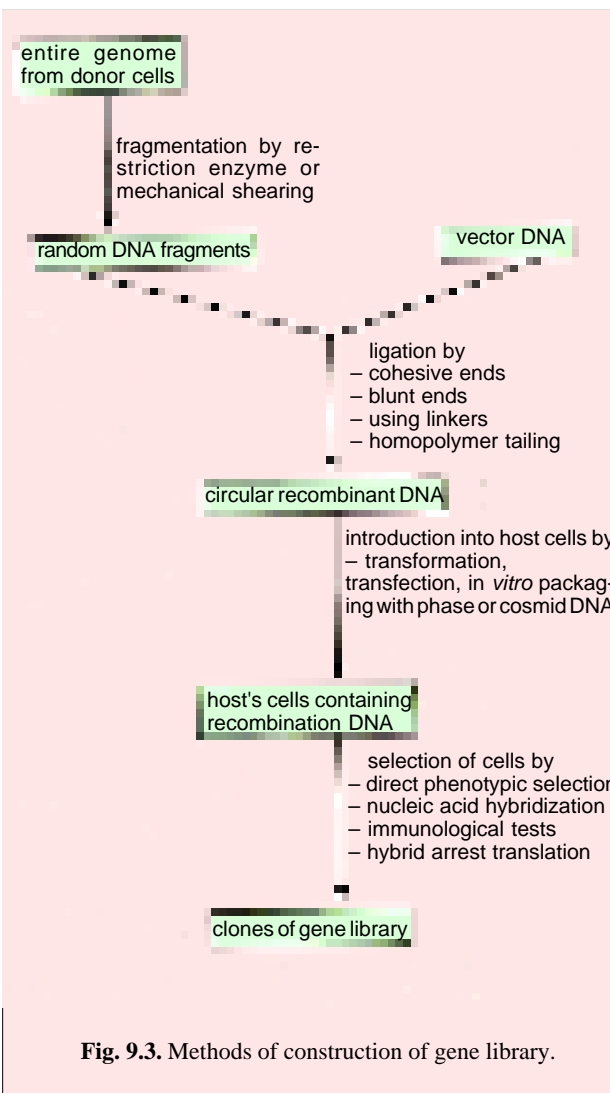 entire genome
from donor cells
fragmentation by re-
striction enzyme or
mechanical shearing
random DNA fragments
vector DNA
ligation by
– cohesive ends
– blunt ends
– using linkers
– homopolymer tailing
circular recombinant DNA
introduction into host cells by
– transformation,
transfection, in vitro packag-
ing with phase or cosmid DNA
host's cells containing
recombination DNA
selection of cells by
– direct phenotypic selection
– nucleic acid hybridization
– immunological tests
– hybrid arrest translation
clones of gene library
Fig. 9.3. Methods of construction of gene library.